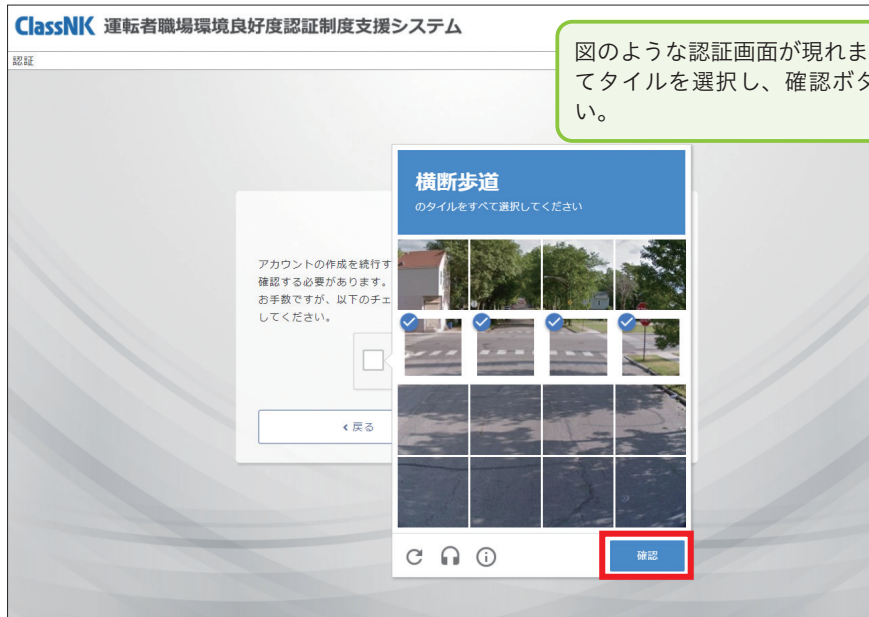 ClassNK 運転者職場環境良好度認証制度支援システム
認証
図のような認証画面が現れま
てタイルを選択し、確認ボタ
い。
横断歩道
のタイルをすべて選択してください
アカウントの作成を続行す
確認する必要があります。
お手数ですが、以下のチェ
してください。
戻る
確認